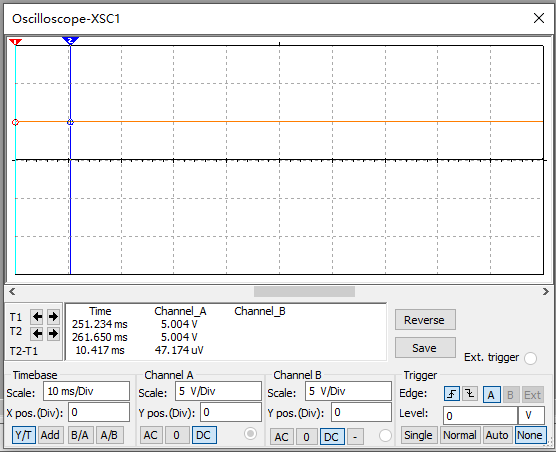 Oscilloscope-XSC1
1 2
Time Channel_A Channel_B
T1 251.234 ms 5.004 V
T2 261.650 ms 5.004 V
T2-T1 10.417 ms 47.174 uV
Reverse
Save
Ext. trigger
Timebase Channel A Channel B Trigger
Scale: 10 ms/Div Scale: 5 V/Div Scale: 5 V/Div Edge: A B Ext
X pos.(Div): 0 Y pos.(Div): 0 Y pos.(Div): 0 Level: 0 V
Y/T Add B/A A/B AC 0 DC AC 0 DC - Single Normal Auto None